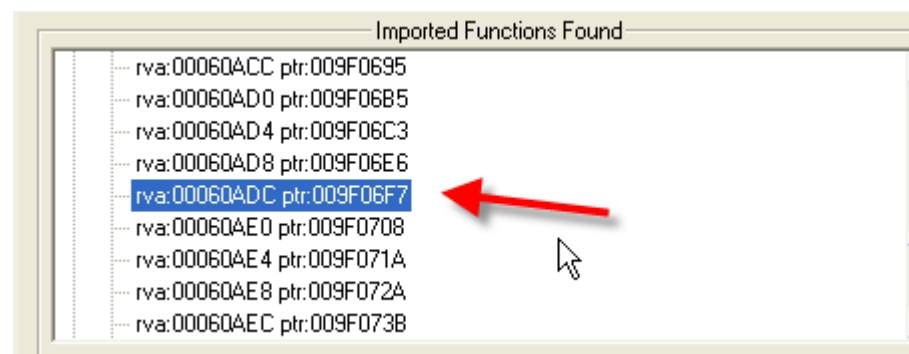 Imported Functions Found
rva:00060ACC ptr:009F0695
rva:00060AD0 ptr:009F06B5
rva:00060AD4 ptr:009F06C3
rva:00060AD8 ptr:009F06E6
rva:00060ADC ptr:009F06F7
rva:00060AE0 ptr:009F0708
rva:00060AE4 ptr:009F071A
rva:00060AE8 ptr:009F072A
rva:00060AEC ptr:009F073B